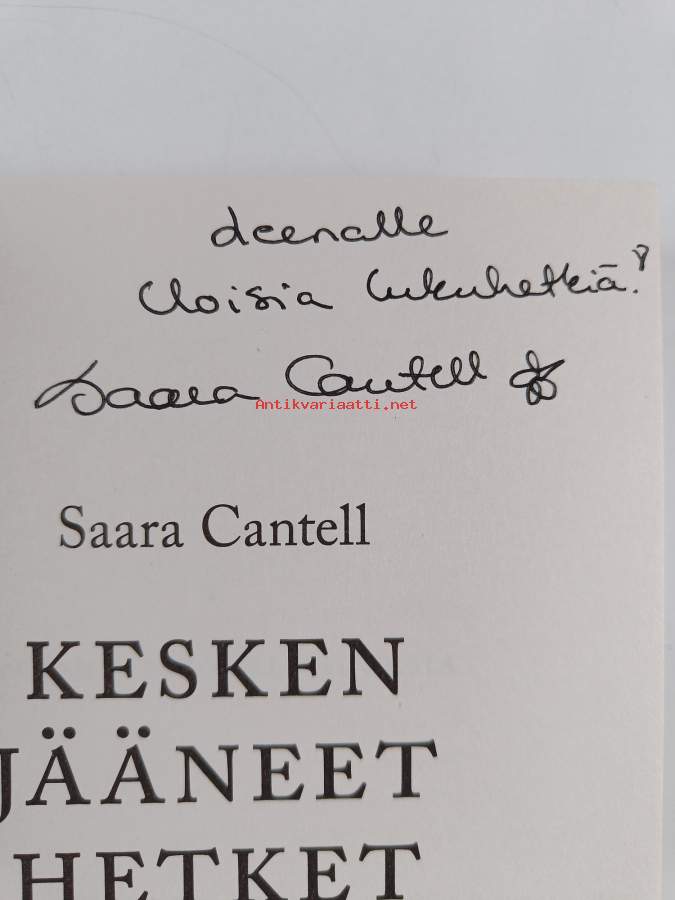 Leenalle
Iloisia lukuhetkiä!
Saara Cantell
Antikvariaatti.net
Saara Cantell
KESKEN
JÄÄNEET
HETKET